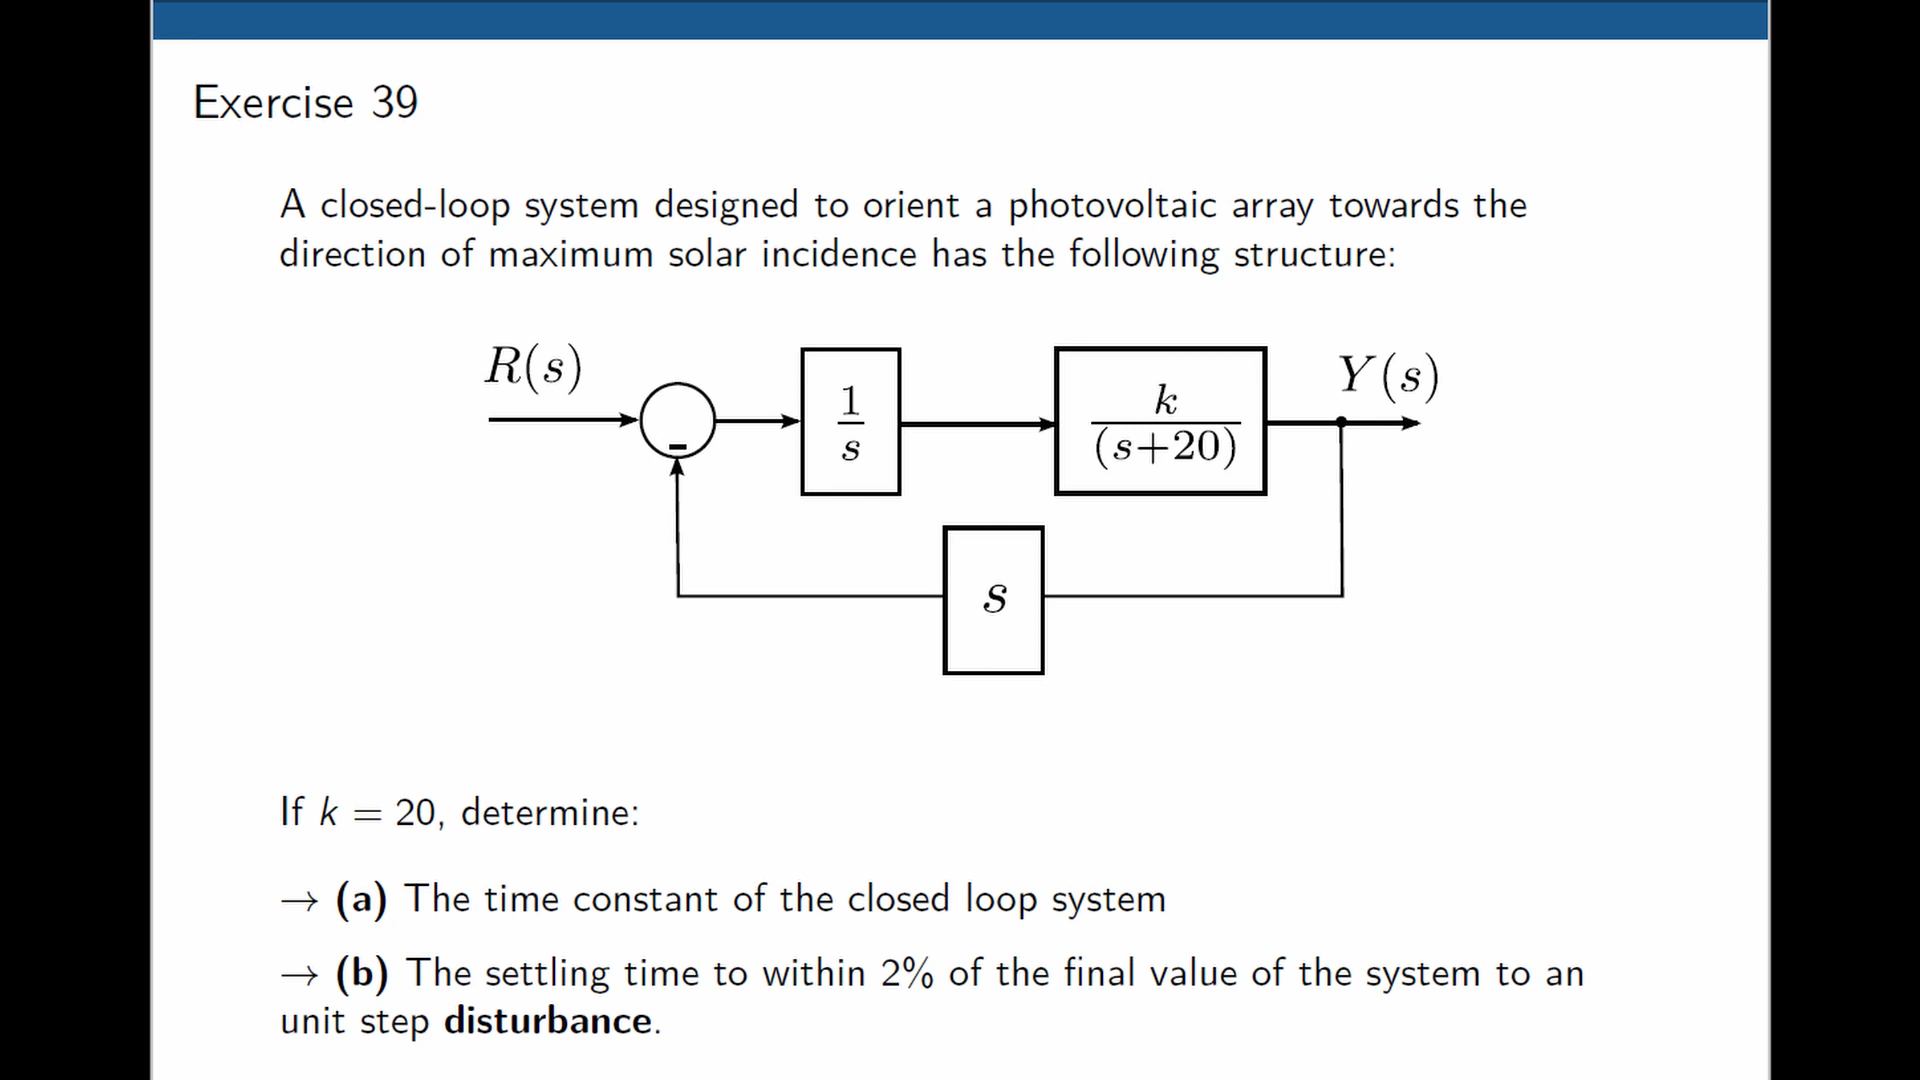 Exercise 39
A closed-loop system designed to orient a photovoltaic array towards the
direction of maximum solar incidence has the following structure:
R(s)
-
1
s
k
(s+20)
Y(s)
s
If k = 20, determine:
→ (a) The time constant of the closed loop system
→ (b) The settling time to within 2% of the final value of the system to an
unit step disturbance.